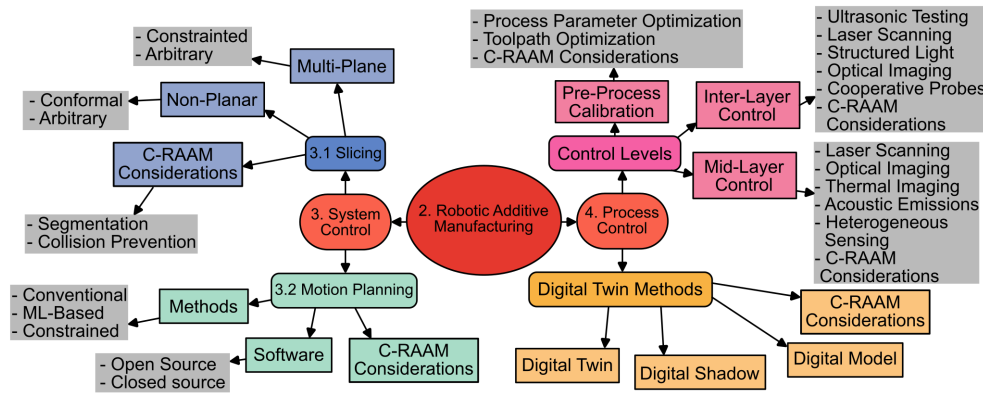 - Constrainted
- Arbitrary
Multi-Plane
- Conformal
- Arbitrary
Non-Planar
C-RAAM
Considerations
3.1 Slicing
- Segmentation
- Collision Prevention
3. System
Control
2. Robotic Additive
Manufacturing
4. Process
Control
- Process Parameter Optimization
- Toolpath Optimization
- C-RAAM Considerations
Pre-Process
Calibration
Inter-Layer
Control
- Ultrasonic Testing
- Laser Scanning
- Structured Light
- Optical Imaging
- Cooperative Probes
- C-RAAM
Considerations
Control Levels
Mid-Layer
Control
- Laser Scanning
- Optical Imaging
- Thermal Imaging
- Acoustic Emissions
- Heterogeneous
Sensing
- C-RAAM
Considerations
3.2 Motion Planning
- Conventional
- ML-Based
- Constrained
Methods
- Open Source
- Closed source
Software
C-RAAM
Considerations
Digital Twin Methods
C-RAAM
Considerations
Digital Twin
Digital Shadow
Digital Model